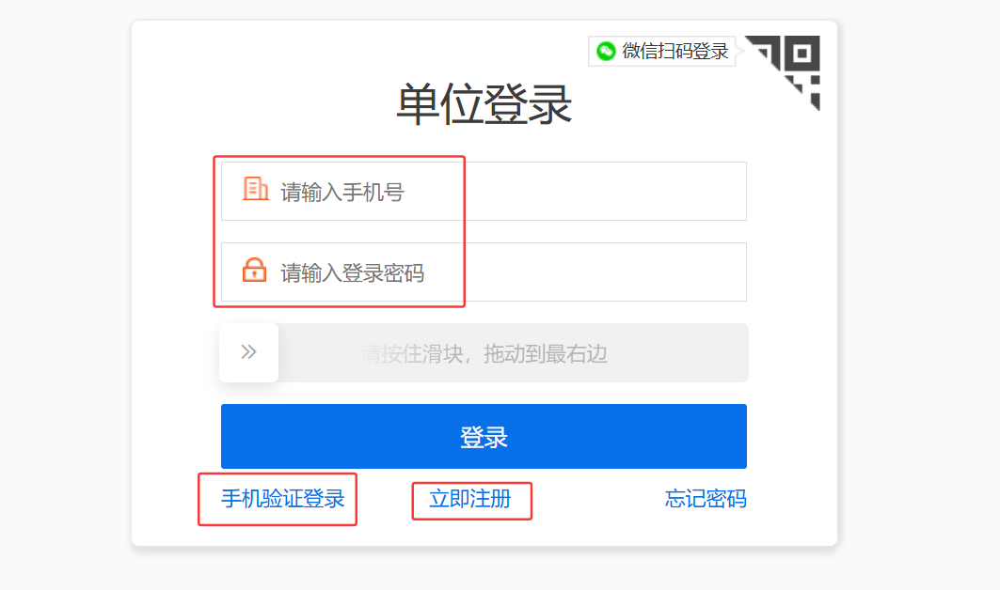 微信扫码登录
单位登录
请输入手机号
请输入登录密码
请按住滑块，拖动到最右边
登录
手机验证登录
立即注册
忘记密码